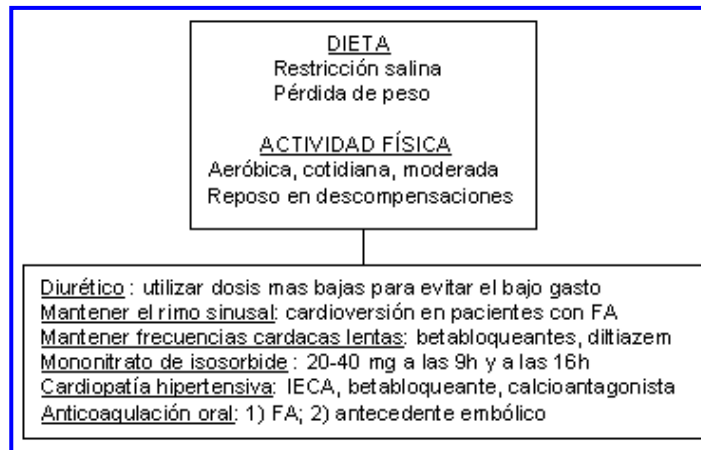 DIETA
Restricción salina
Pérdida de peso
ACTIVIDAD FÍSICA
Aeróbica, cotidiana, moderada
Reposo en descompensaciones
Diurético : utilizar dosis mas bajas para evitar el bajo gasto
Mantener el rimo sinusal: cardioversión en pacientes con FA
Mantener frecuencias cardacas lentas: betabloqueantes, diltiazem
Mononitrato de isosorbide : 20-40 mg a las 9h y a las 16h
Cardiopatía hipertensiva: IECA, betabloqueante, calcioantagonista
Anticoagulación oral: 1) FA; 2) antecedente embólico